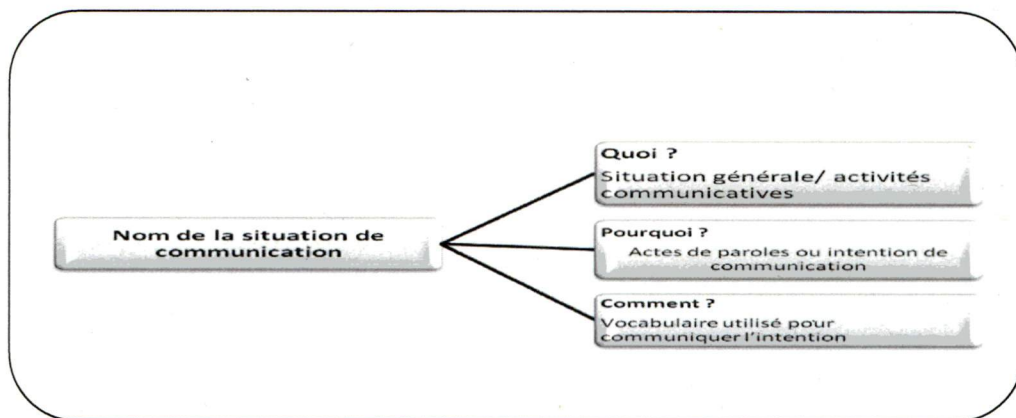 Nom de la situation de
communication
Quoi ?
Situation générale/ activités
communicatives
Pourquoi ?
Actes de paroles ou intention de
communication
Comment ?
Vocabulaire utilisé pour
communiquer l'intention